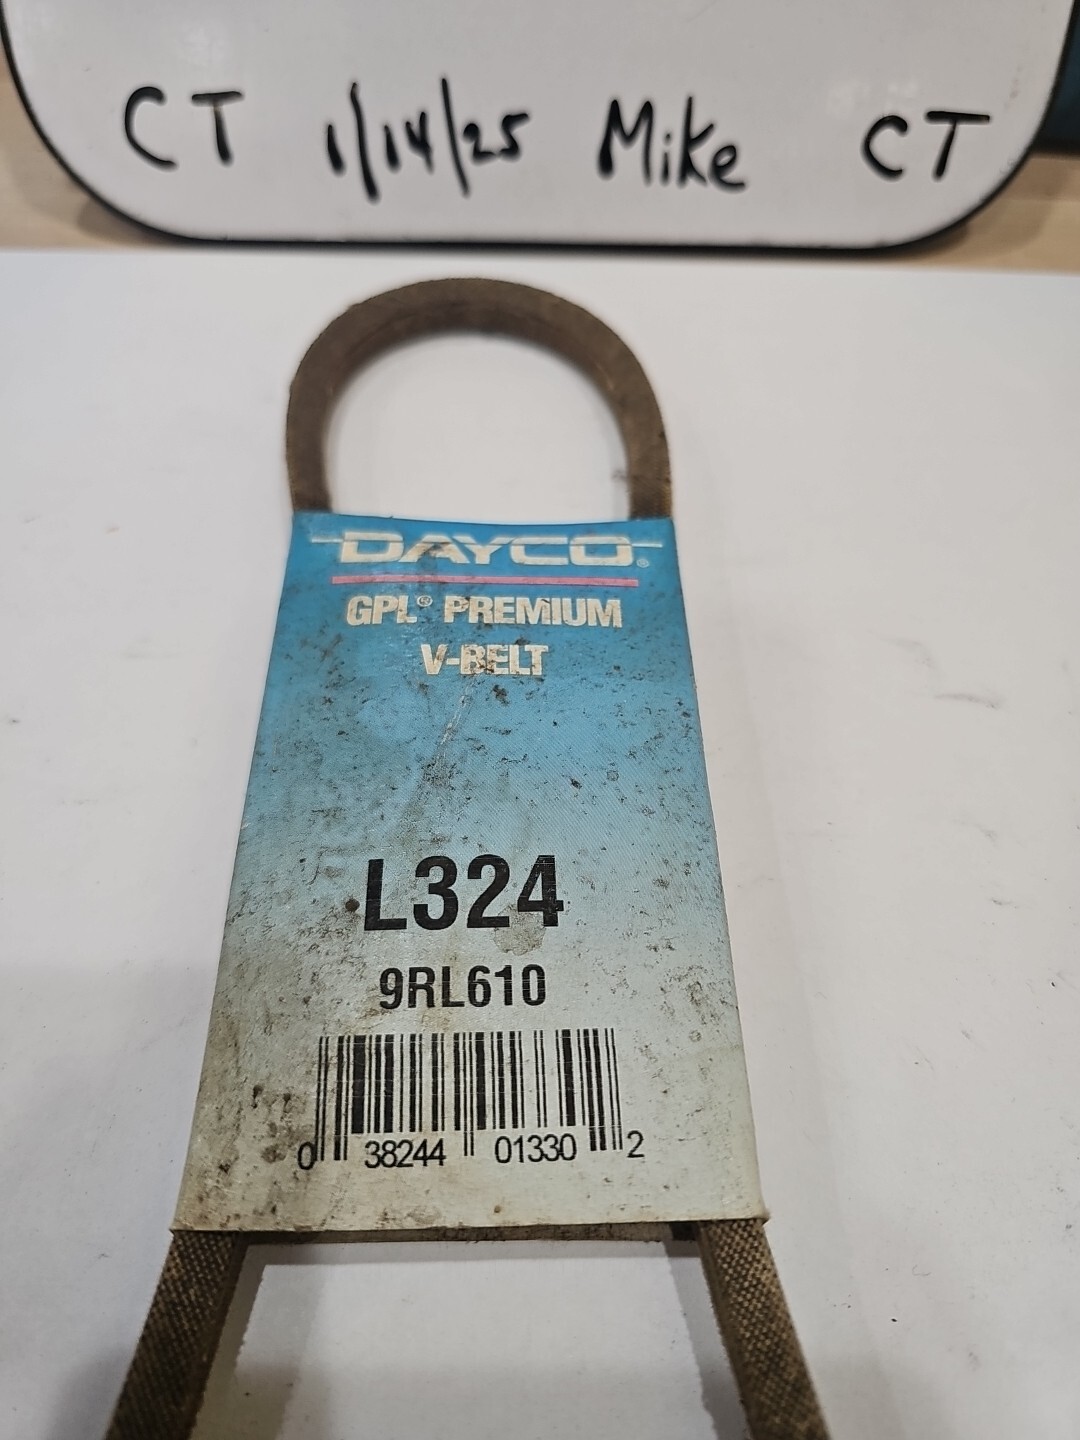 CT 1/14/25 Mike CT
DAYCO®
GPL® PREMIUM
V-BELT
L324
9RL610
0 38244 01330 2